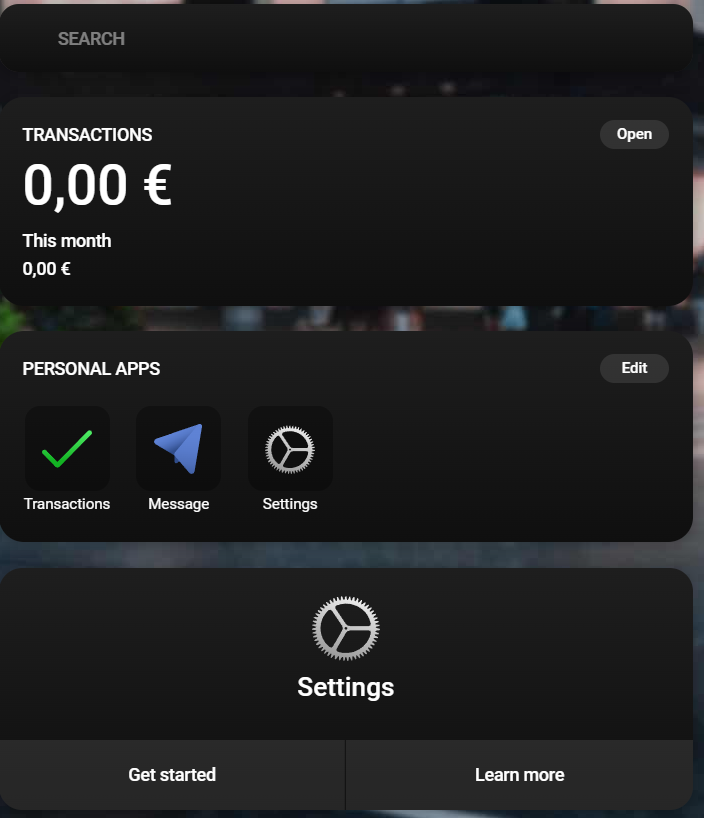 SEARCH
TRANSACTIONS
Open
0,00 €
This month
0,00 €
PERSONAL APPS
Edit
Transactions
Message
Settings
Settings
Get started
Learn more